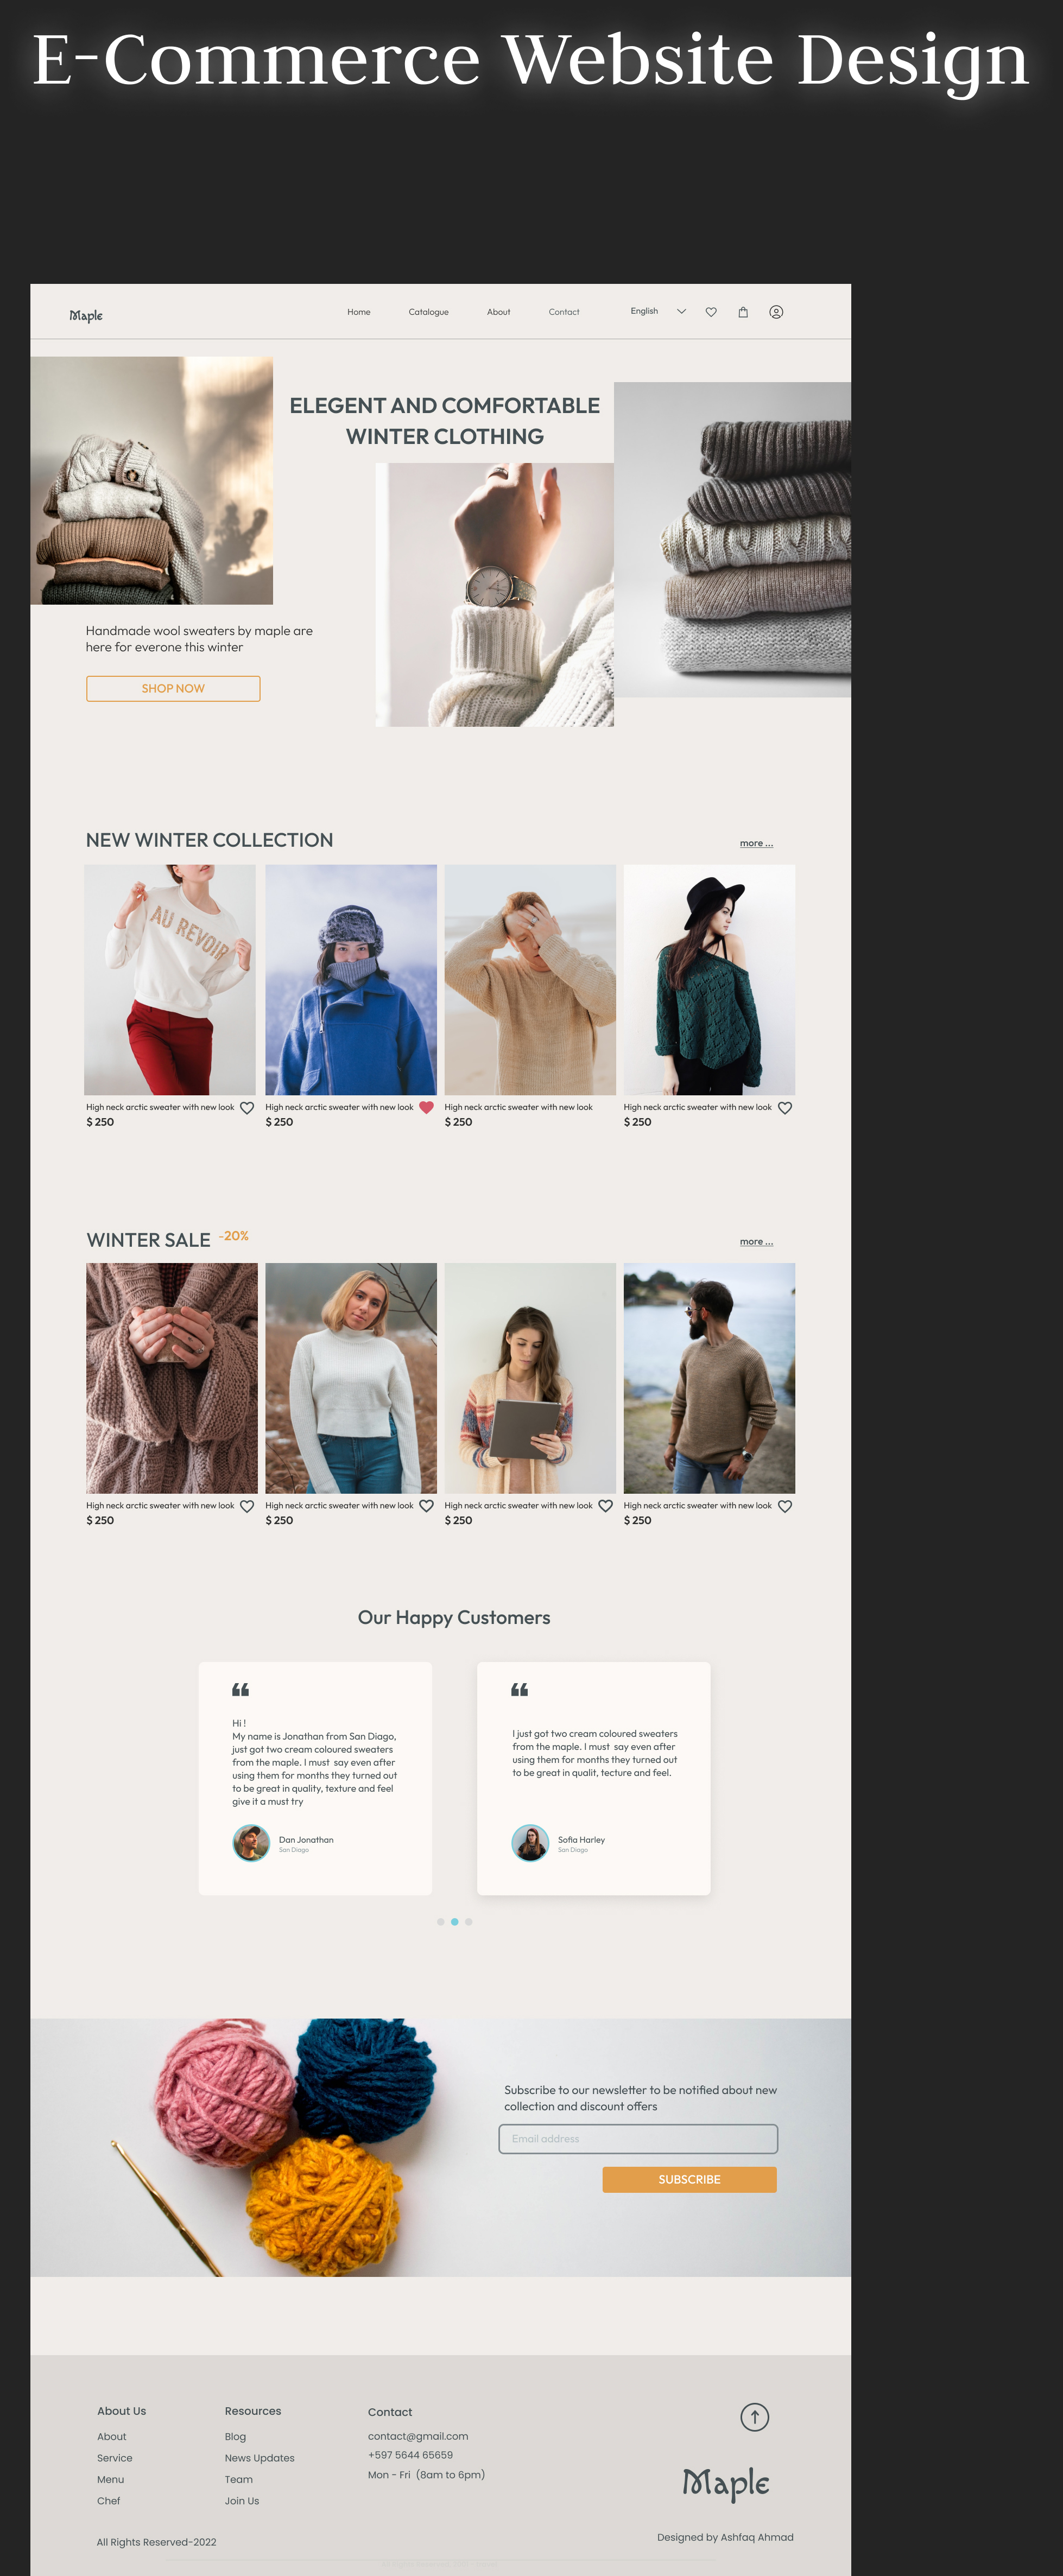 E-Commerce Website Design
Maple
Home
Catalogue
About
Contact
English
ELEGENT AND COMFORTABLE
WINTER CLOTHING
Handmade wool sweaters by maple are
here for everone this winter
SHOP NOW
NEW WINTER COLLECTION
more ...
AU REVOIR
High neck arctic sweater with new look
$ 250
High neck arctic sweater with new look
$ 250
High neck arctic sweater with new look
$ 250
High neck arctic sweater with new look
$ 250
WINTER SALE -20%
more ...
High neck arctic sweater with new look
$ 250
High neck arctic sweater with new look
$ 250
High neck arctic sweater with new look
$ 250
High neck arctic sweater with new look
$ 250
Our Happy Customers
Hi !
My name is Jonathan from San Diago,
just got two cream coloured sweaters
from the maple. I must say even after
using them for months they turned out
to be great in quality, texture and feel
give it a must try
Dan Jonathan
San Diago
I just got two cream coloured sweaters
from the maple. I must say even after
using them for months they turned out
to be great in qualit, tecture and feel.
Sofia Harley
San Diago
Subscribe to our newsletter to be notified about new
collection and discount offers
Email address
SUBSCRIBE
About Us
About
Service
Menu
Chef
Resources
Blog
News Updates
Team
Join Us
Contact
contact@gmail.com
+597 5644 65659
Mon - Fri (8am to 6pm)
Maple
All Rights Reserved-2022
Designed by Ashfaq Ahmad